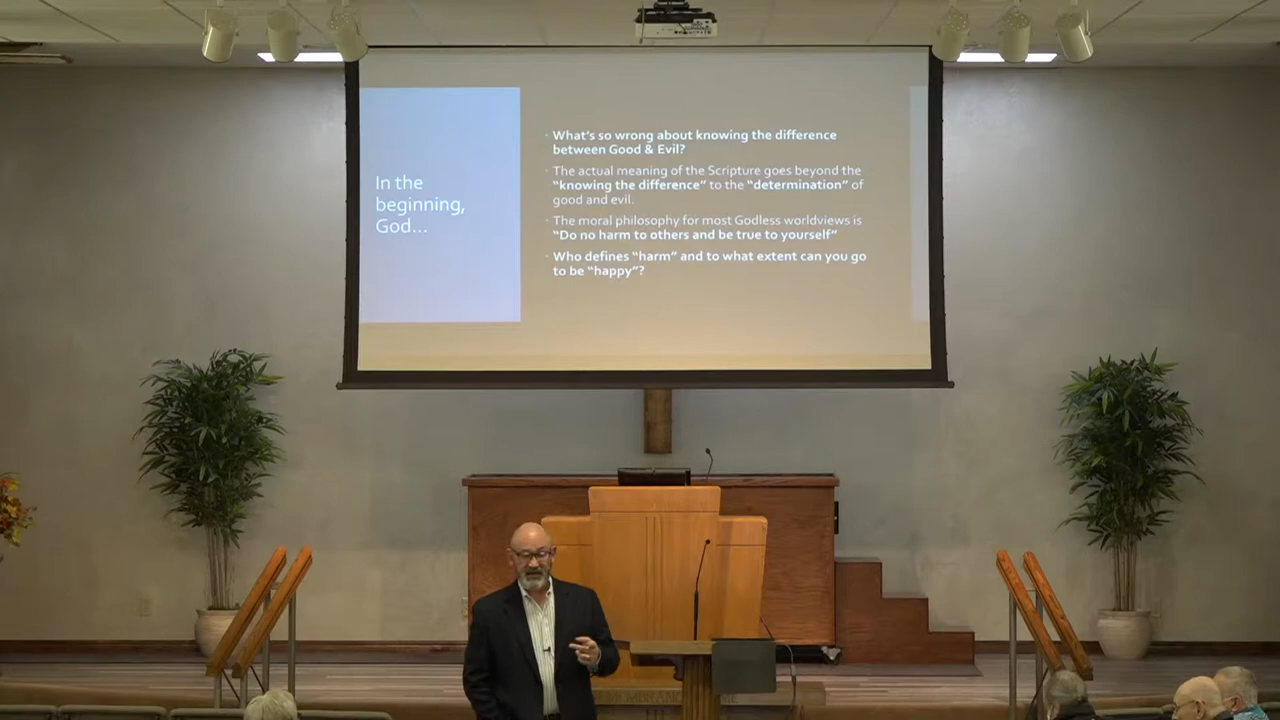 In the
beginning,
God...
What's so wrong about knowing the difference
between Good & Evil?
The actual meaning of the Scripture goes beyond the
"knowing the difference" to the "determination" of
good and evil.
The moral philosophy for most Godless worldviews is
"Do no harm to others and be true to yourself"
Who defines "harm" and to what extent can you go
to be "happy"?